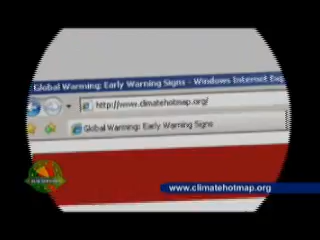 Global Warming: Early Warning Signs - Windows Internet Exp
http://www.climatehotmap.org/
Global Warming: Early Warning Signs
www.climatehotmap.org